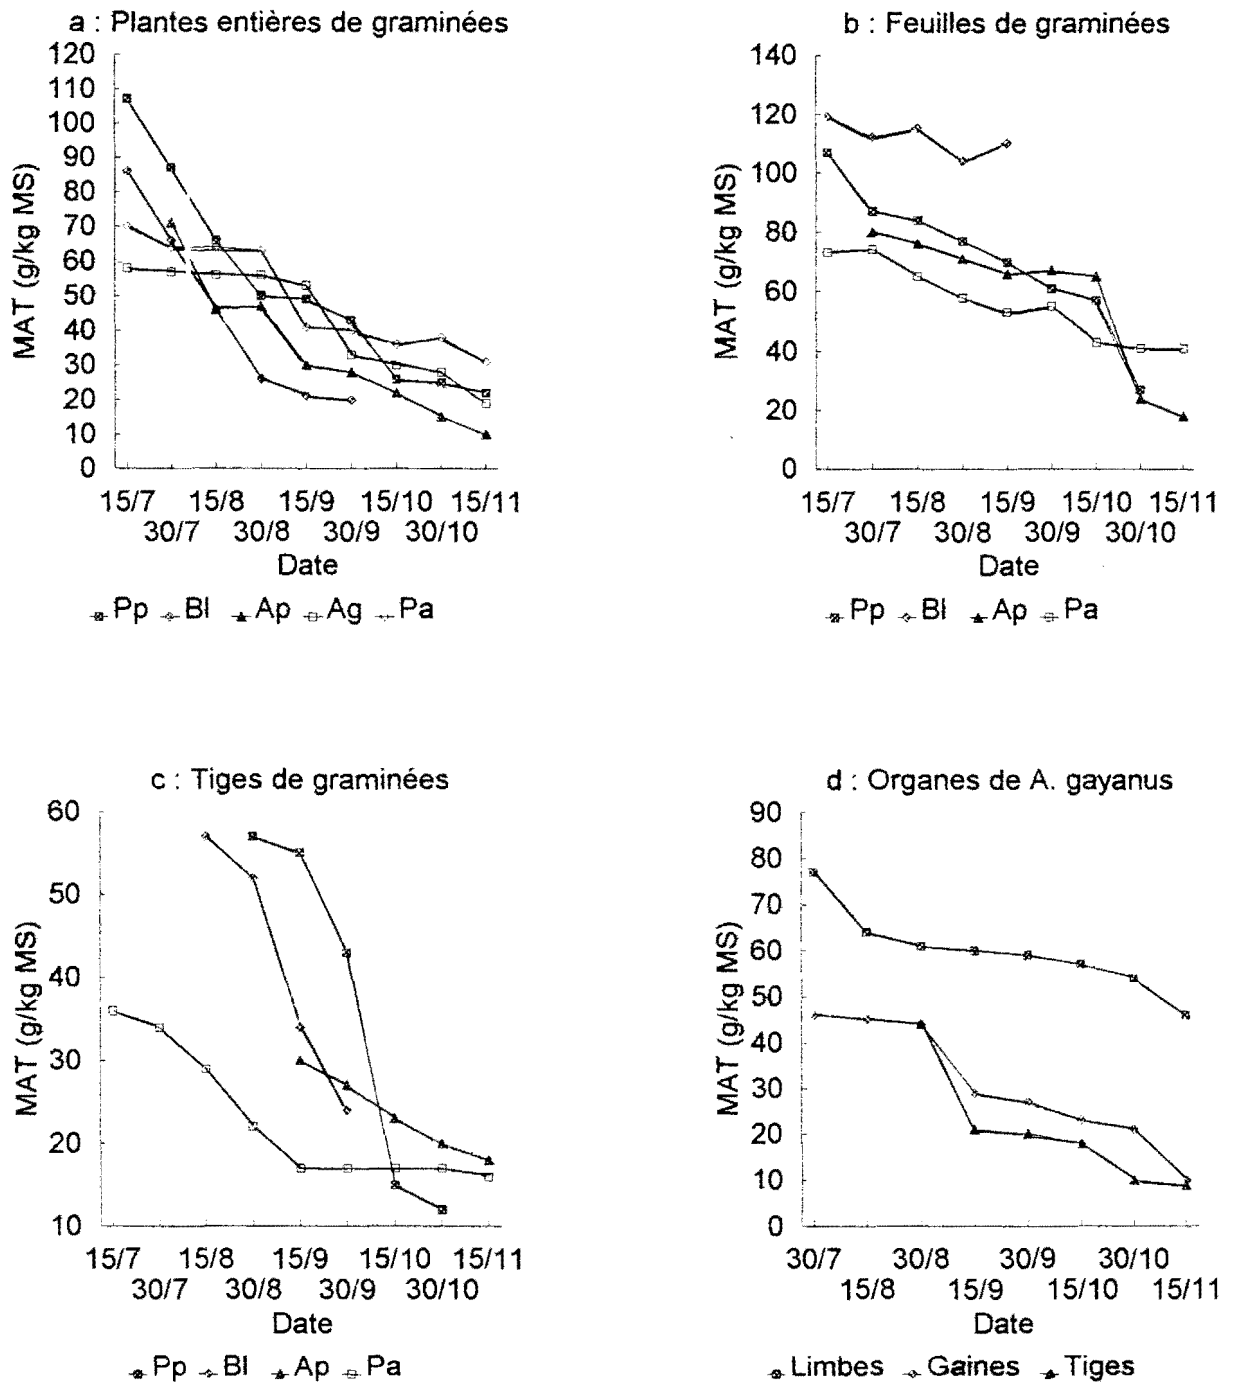 a : Plantes entières de graminées
MAT (g/kg MS)
120
110
100
90
80
70
60
50
40
30
20
10
0
15/7 15/8 15/9 15/10 15/11
30/7 30/8 30/9 30/10
Date
Pp Bl Ap Ag Pa
b : Feuilles de graminées
MAT (g/kg MS)
140
120
100
80
60
40
20
0
15/7 15/8 15/9 15/10 15/11
30/7 30/8 30/9 30/10
Date
Pp Bl Ap Pa
c : Tiges de graminées
MAT (g/kg MS)
60
50
40
30
20
10
15/7 15/8 15/9 15/10 15/11
30/7 30/8 30/9 30/10
Date
Pp Bl Ap Pa
d : Organes de A. gayanus
MAT (g/kg MS)
90
80
70
60
50
40
30
20
10
0
30/7 30/8 30/9 30/10
15/8 15/9 15/10 15/11
Date
Limbes Gaines Tiges